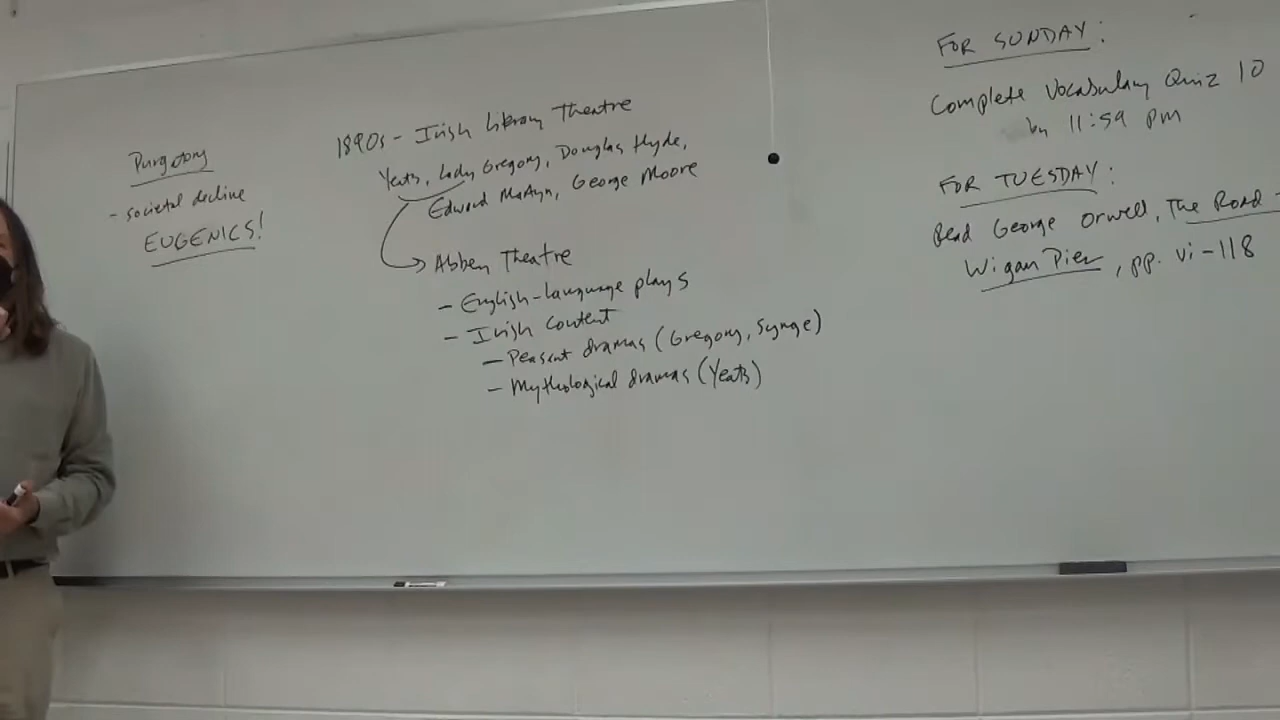 Purgatory
- societal decline
EUGENICS!
1890s - Irish Literary Theatre
Yeats, Lady Gregory, Douglas Hyde,
Edward Martyn, George Moore
Abbey Theatre
- English-language plays
- Irish content
- Peasant dramas (Gregory, Synge)
- Mythological dramas (Yeats)
FOR SUNDAY:
Complete Vocabulary Quiz 10
by 11:59 pm
FOR TUESDAY:
Read George Orwell, The Road -
Wigan Pier, pp. vi-118